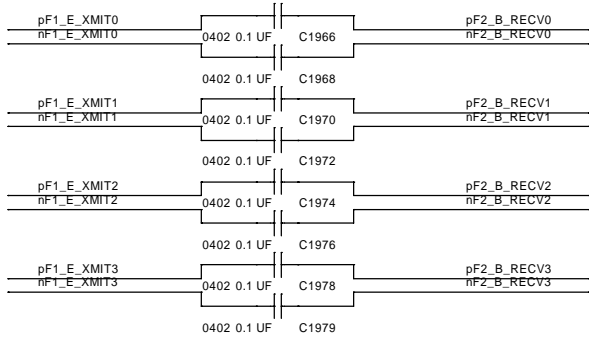 pF1_E_XMIT0 pF2_B_RECV0
nF1_E_XMIT0 0402 0.1 UF C1966 nF2_B_RECV0
0402 0.1 UF C1968
pF1_E_XMIT1 pF2_B_RECV1
nF1_E_XMIT1 0402 0.1 UF C1970 nF2_B_RECV1
0402 0.1 UF C1972
pF1_E_XMIT2 pF2_B_RECV2
nF1_E_XMIT2 0402 0.1 UF C1974 nF2_B_RECV2
0402 0.1 UF C1976
pF1_E_XMIT3 pF2_B_RECV3
nF1_E_XMIT3 0402 0.1 UF C1978 nF2_B_RECV3
0402 0.1 UF C1979